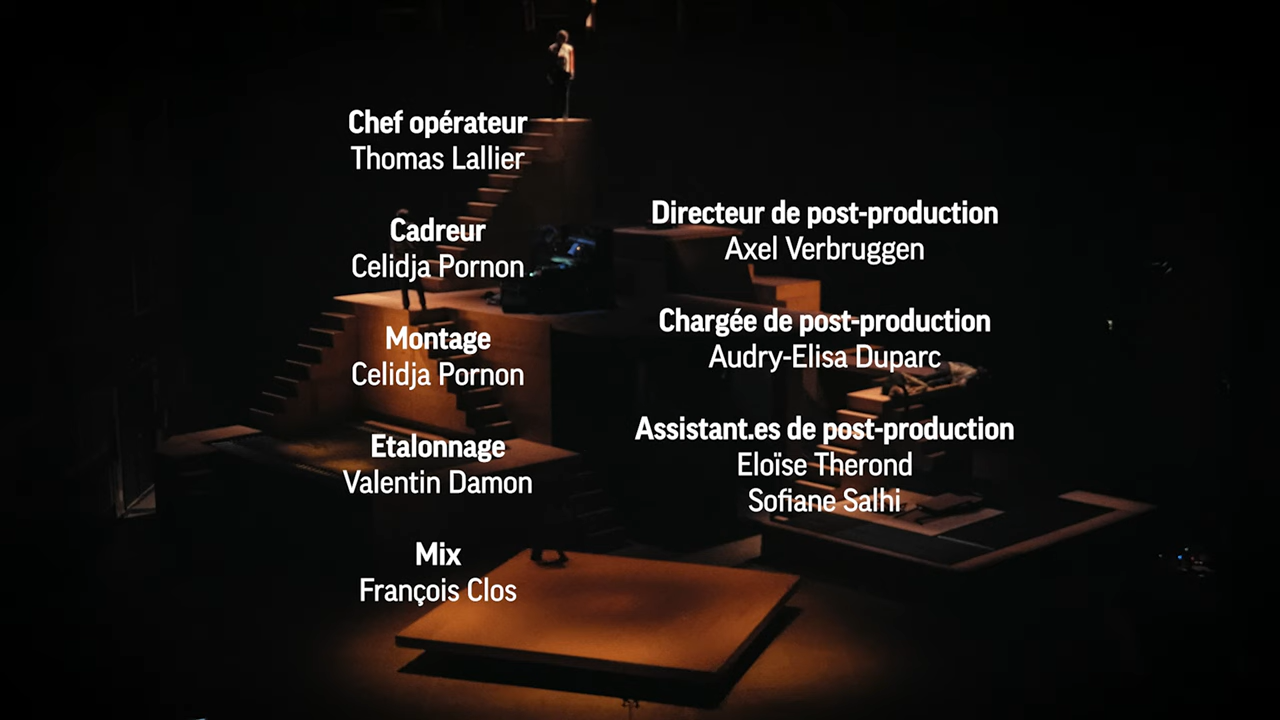 Chef opérateur
Thomas Lallier
Cadreur
Celidja Pornon
Montage
Celidja Pornon
Etalonnage
Valentin Damon
Mix
François Clos
Directeur de post-production
Axel Verbruggen
Chargée de post-production
Audry-Elisa Duparc
Assistant.es de post-production
Eloïse Therond
Sofiane Salhi